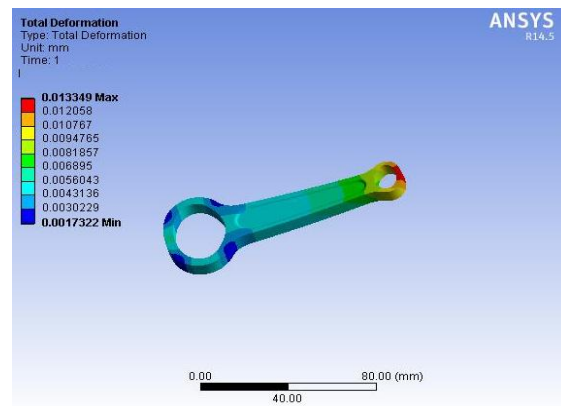 Total Deformation
Type: Total Deformation
Unit: mm
Time: 1
ANSYS
R14.5
0.013349 Max
0.012058
0.010767
0.0094765
0.0081857
0.006895
0.0056043
0.0043136
0.0030229
0.0017322 Min
0.00
80.00 (mm)
40.00